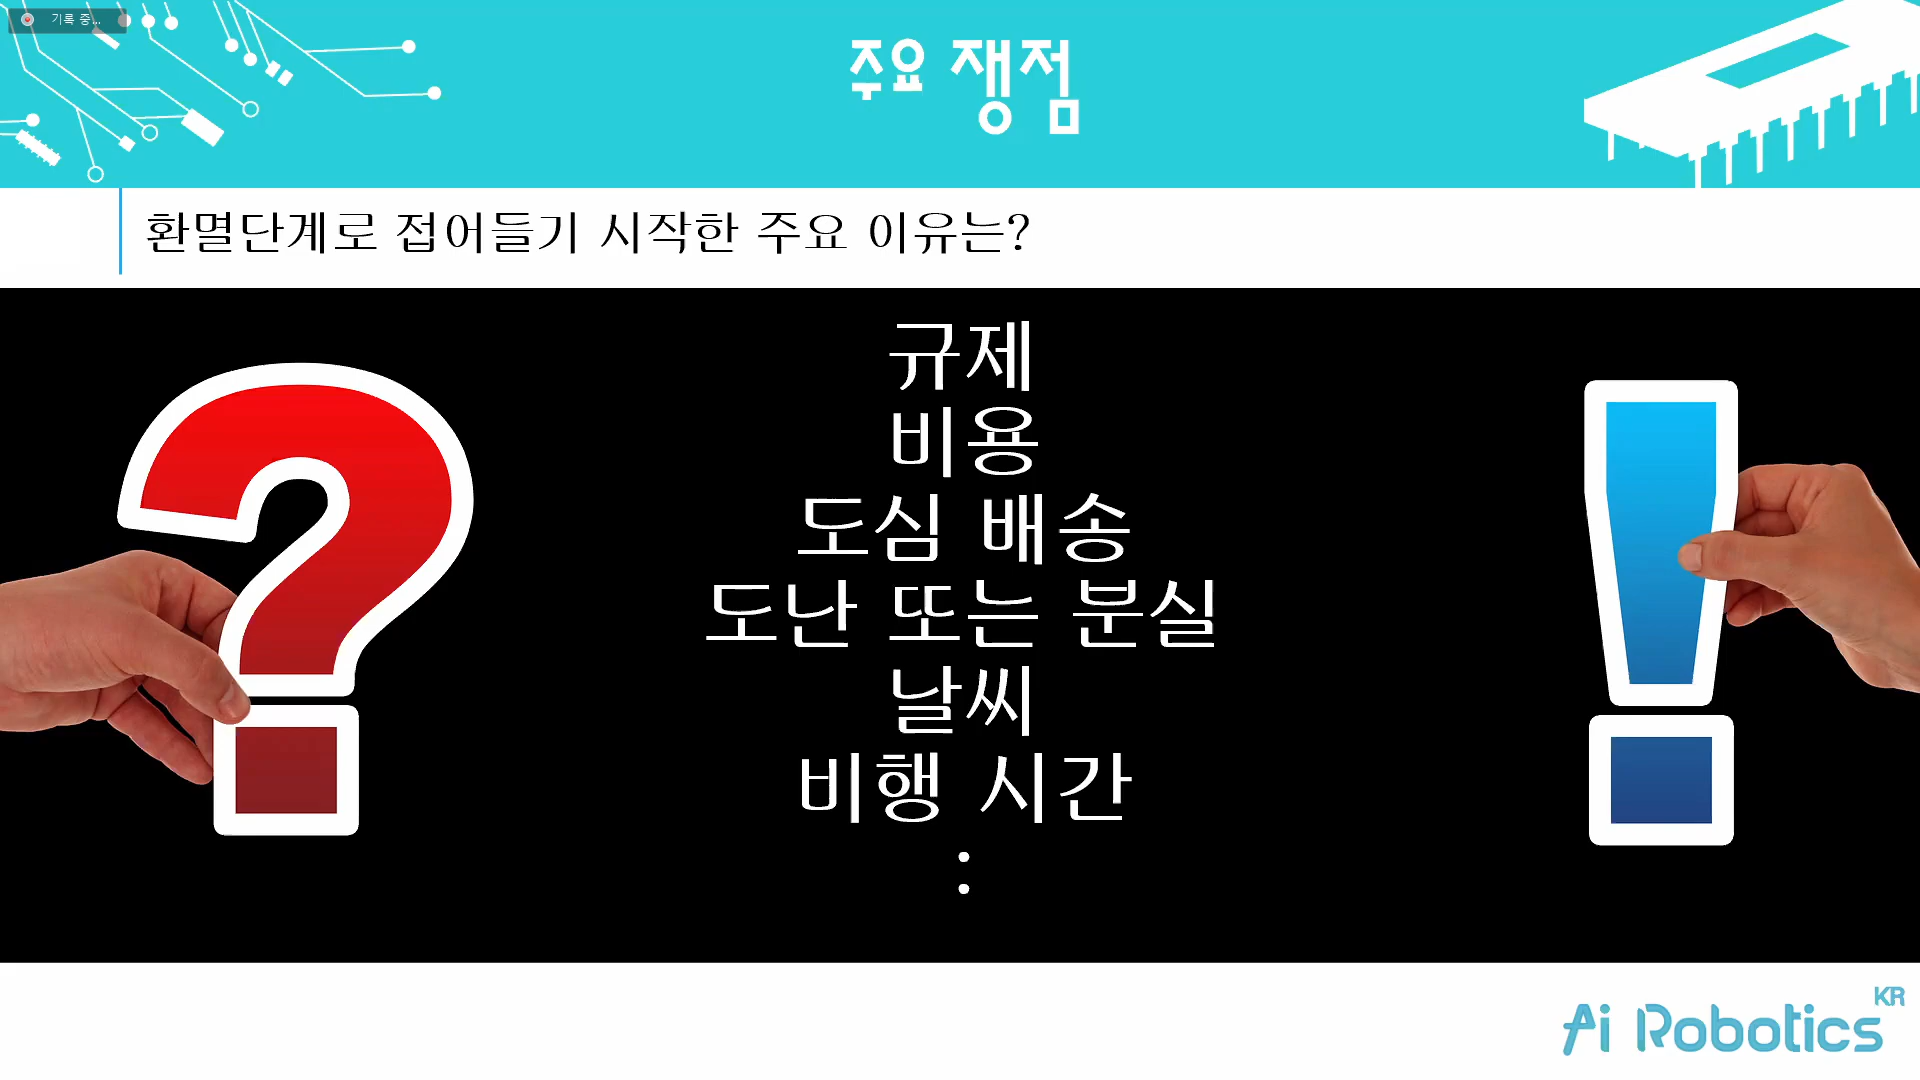 기록 중...
주요 쟁점
환멸단계로 접어들기 시작한 주요 이유는?
규제
비용
도심 배송
도난 또는 분실
날씨
비행 시간
:
Ai Robotics KR